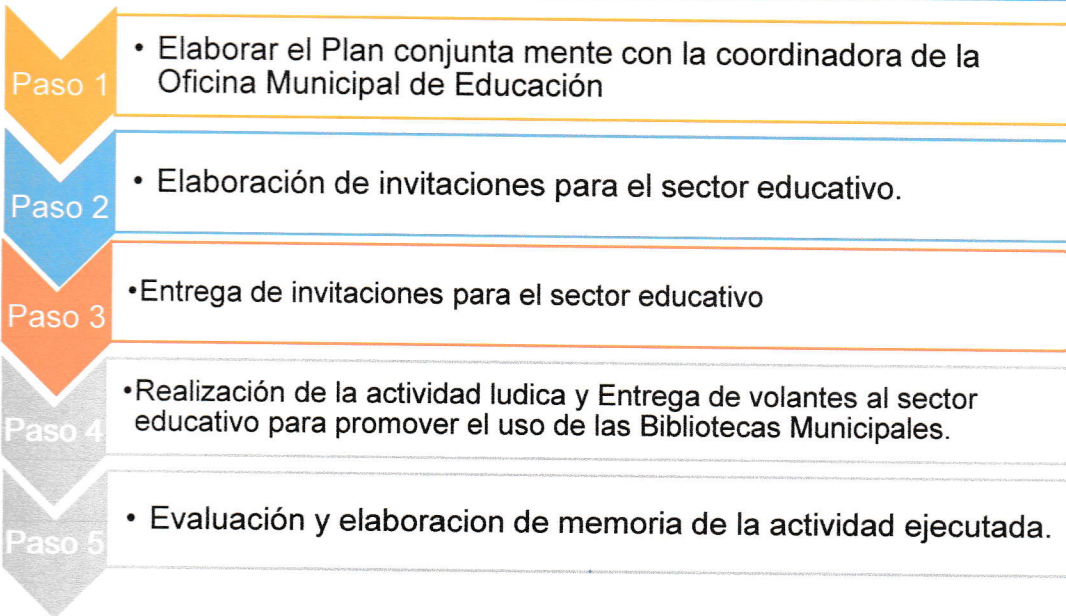 Paso 1
• Elaborar el Plan conjunta mente con la coordinadora de la
Oficina Municipal de Educación
Paso 2
• Elaboración de invitaciones para el sector educativo.
Paso 3
•Entrega de invitaciones para el sector educativo
Paso 4
•Realización de la actividad ludica y Entrega de volantes al sector
educativo para promover el uso de las Bibliotecas Municipales.
Paso 5
• Evaluación y elaboracion de memoria de la actividad ejecutada.